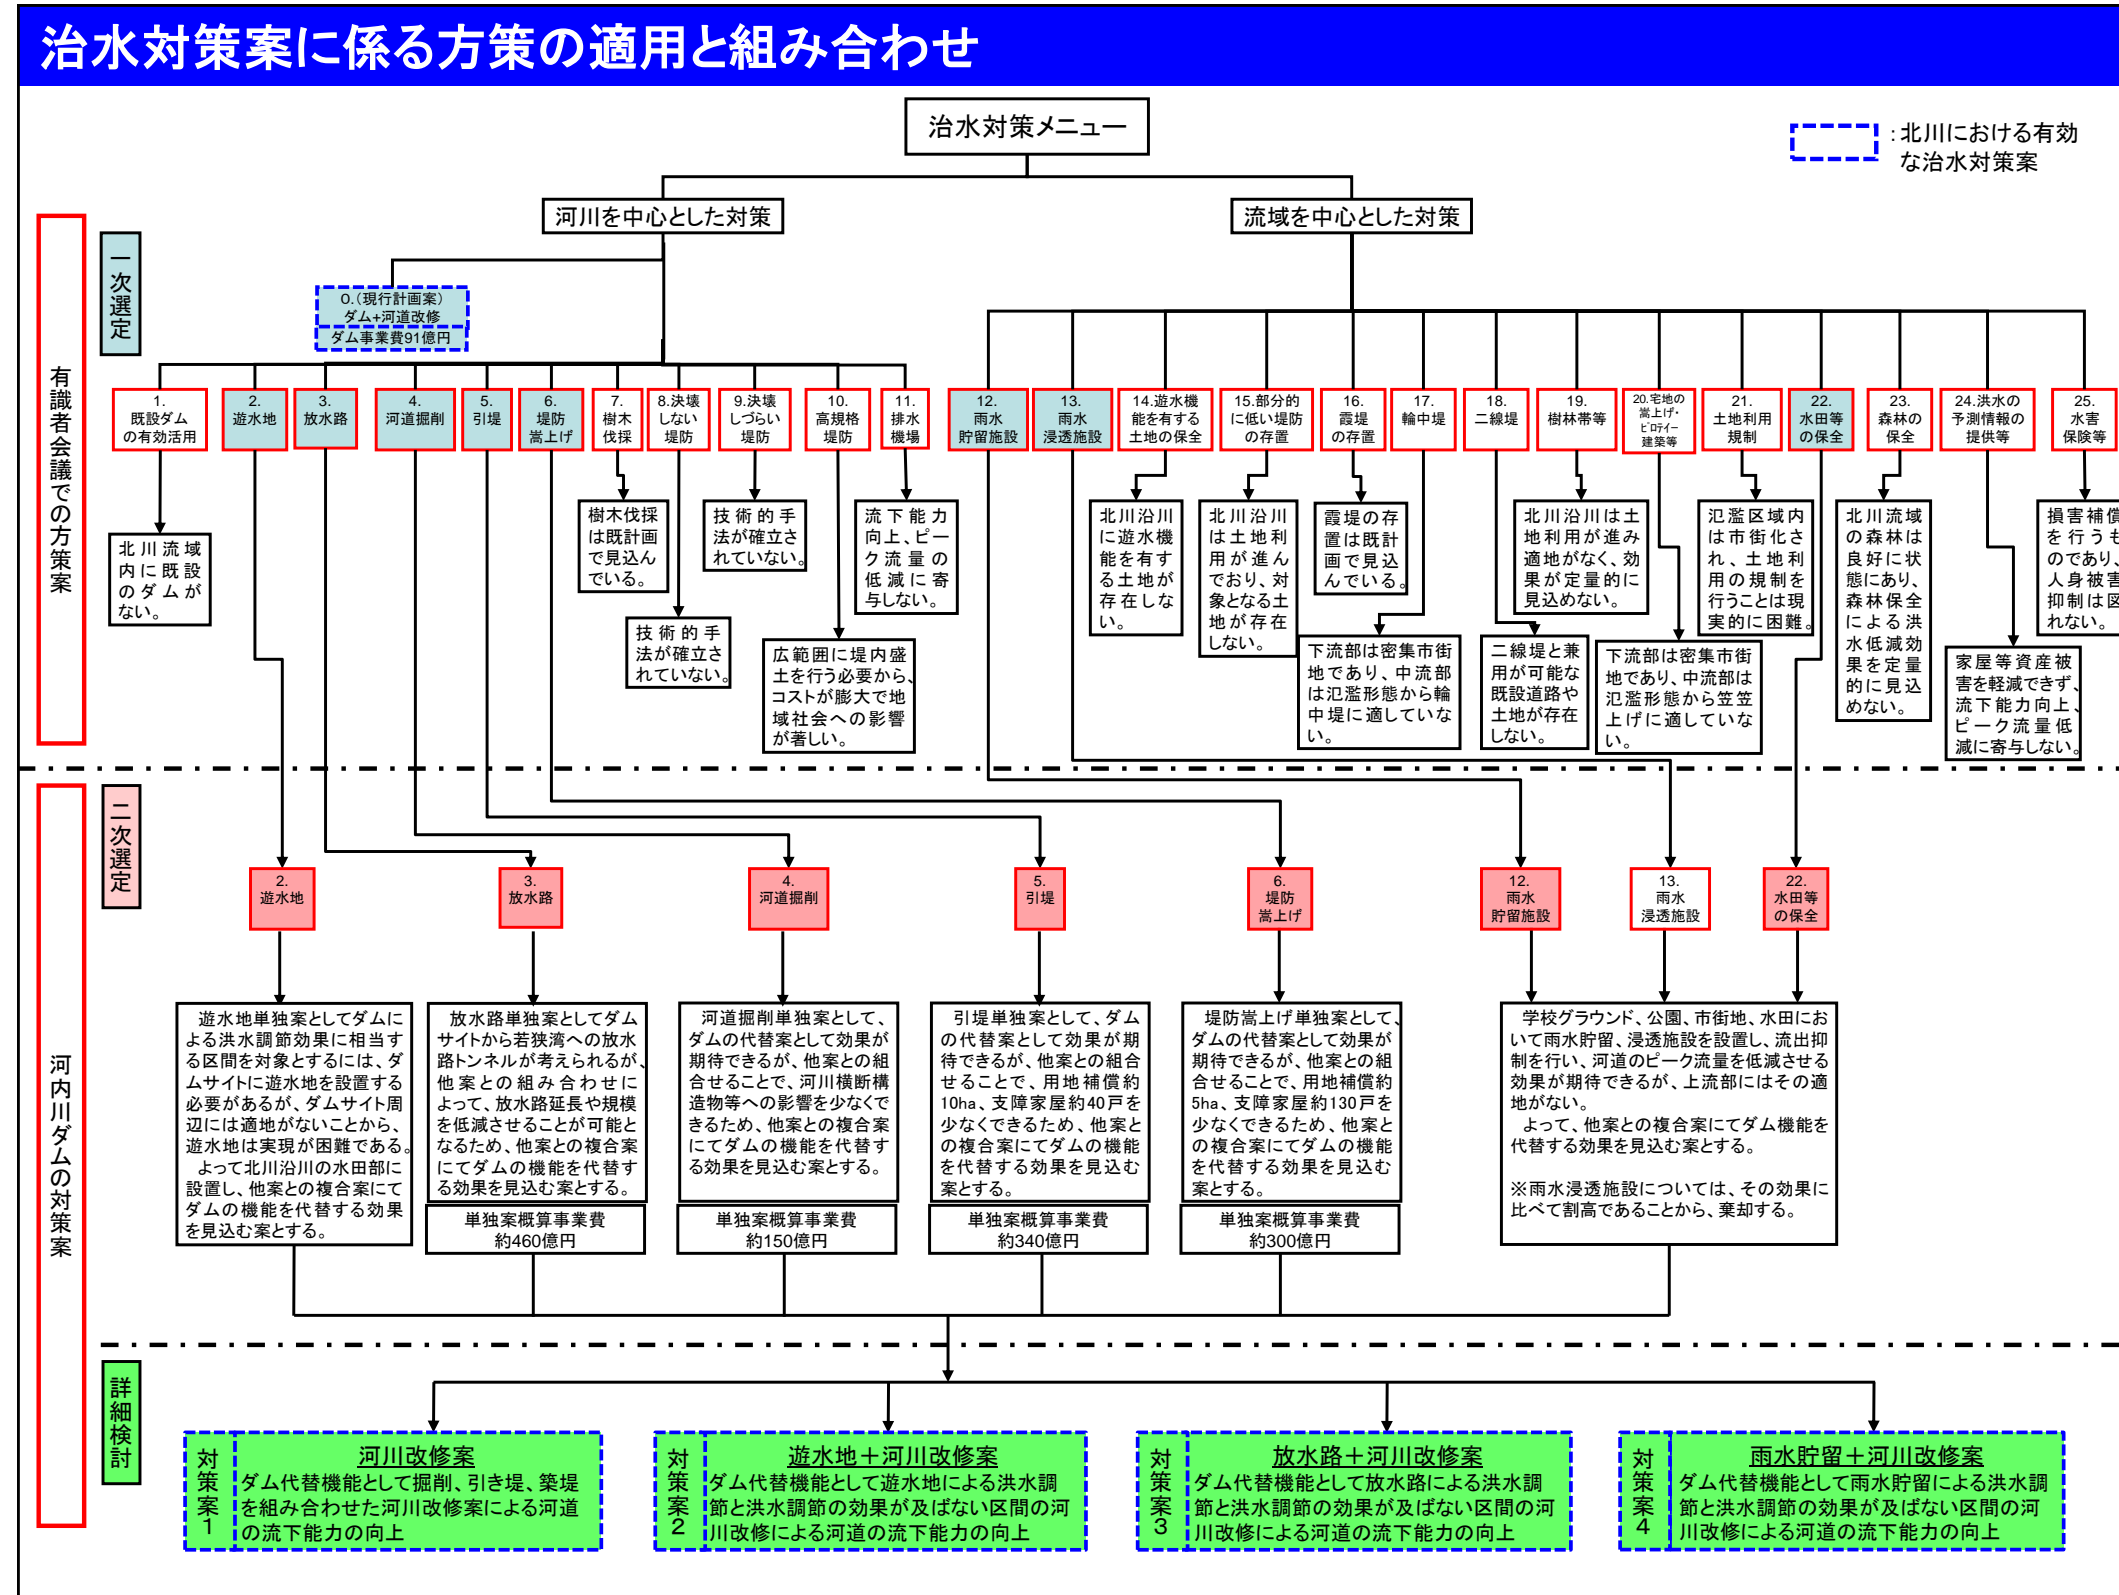 治水対策案に係る方策の適用と組み合わせ
治水対策メニュー
：北川における有効
な治水対策案
河川を中心とした対策
流域を中心とした対策
有識者会議での方策案
一次選定
0.（現行計画案）
ダム+河道改修
ダム事業費91億円
1.
既設ダム
の有効活用
2.
遊水地
3.
放水路
4.
河道掘削
5.
引堤
6.
堤防
嵩上げ
7.
樹木
伐採
8.決壊
しない
堤防
9.決壊
しづらい
堤防
10.
高規格
堤防
11.
排水
機場
12.
雨水
貯留施設
13.
雨水
浸透施設
14.遊水機
能を有する
土地の保全
15.部分的
に低い堤防
の存置
16.
霞堤
の存置
17.
輪中堤
18.
二線堤
19.
樹林帯等
20.宅地の
嵩上げ・
ピロティー
建築等
21.
土地利用
規制
22.
水田等
の保全
23.
森林の
保全
24.洪水の
予測情報の
提供等
25.
水害
保険等
北川流域
内に既設
のダムが
ない。
樹木伐採
は既計画
で見込ん
でいる。
技術的手
法が確立さ
れていない。
技術的手
法が確立さ
れていない。
広範囲に堤内盛
土を行う必要から、
コストが膨大で地
域社会への影響
が著しい。
流下能力
向上、ピー
ク流量の
低減に寄
与しない。
北川沿川
に遊水機
能を有す
る土地が
存在しな
い。
北川沿川
は土地利
用が進ん
でおり、対
象となる土
地が存在
しない。
霞堤の存
置は既計
画で見込
んでいる。
下流部は密集市街
地であり、中流部
は氾濫形態から輪
中堤に適していな
い。
二線堤と兼
用が可能な
既設道路や
土地が存在
しない。
北川沿川は土
地利用が進み
適地がなく、効
果が定量的に
見込めない。
下流部は密集市街
地であり、中流部は
氾濫形態から笠笠
上げに適していな
い。
氾濫区域内
は市街化さ
れ、土地利
用の規制を
行うことは現
実的に困難。
北川流域
の森林は
良好に状
態にあり、
森林保全
による洪
水低減効
果を定量
的に見込
めない。
家屋等資産被
害を軽減できず、
流下能力向上、
ピーク流量低
減に寄与しない。
損害補償
を行うも
のであり、
人身被害
抑制は図
れない。
河内川ダムの対策案
二次選定
2.
遊水地
3.
放水路
4.
河道掘削
5.
引堤
6.
堤防
嵩上げ
12.
雨水
貯留施設
13.
雨水
浸透施設
22.
水田等
の保全
遊水地単独案としてダムに
よる洪水調節効果に相当す
る区間を対象とするには、ダ
ムサイトに遊水地を設置する
必要があるが、ダムサイト周
辺には適地がないことから、
遊水地は実現が困難である。
よって北川沿川の水田部に
設置し、他案との複合案にて
ダムの機能を代替する効果
を見込む案とする。
放水路単独案としてダム
サイトから若狭湾への放水
路トンネルが考えられるが、
他案との組み合わせに
よって、放水路延長や規模
を低減させることが可能と
なるため、他案との複合案
にてダムの機能を代替す
る効果を見込む案とする。
単独案概算事業費
約460億円
河道掘削単独案として、
ダムの代替案として効果が
期待できるが、他案との組
合せることで、河川横断構
造物等への影響を少なくで
きるため、他案との複合案
にてダムの機能を代替す
る効果を見込む案とする。
単独案概算事業費
約150億円
引堤単独案として、ダム
の代替案として効果が期
待できるが、他案との組合
せることで、用地補償約
10ha、支障家屋約40戸を
少なくできるため、他案と
の複合案にてダムの機能
を代替する効果を見込む
案とする。
単独案概算事業費
約340億円
堤防嵩上げ単独案として、
ダムの代替案として効果が
期待できるが、他案との組
合せることで、用地補償約
5ha、支障家屋約130戸を
少なくできるため、他案と
の複合案にてダムの機能
を代替する効果を見込む
案とする。
単独案概算事業費
約300億円
学校グラウンド、公園、市街地、水田にお
いて雨水貯留、浸透施設を設置し、流出抑
制を行い、河道のピーク流量を低減させる
効果が期待できるが、上流部にはその適
地がない。
よって、他案との複合案にてダム機能を
代替する効果を見込む案とする。
※雨水浸透施設については、その効果に
比べて割高であることから、棄却する。
詳細検討
対策案1
河川改修案
ダム代替機能として掘削、引き堤、築堤
を組み合わせた河川改修案による河道
の流下能力の向上
対策案2
遊水地＋河川改修案
ダム代替機能として遊水地による洪水調
節と洪水調節の効果が及ばない区間の河
川改修による河道の流下能力の向上
対策案3
放水路＋河川改修案
ダム代替機能として放水路による洪水調
節と洪水調節の効果が及ばない区間の河
川改修による河道の流下能力の向上
対策案4
雨水貯留＋河川改修案
ダム代替機能として雨水貯留による洪水調
節と洪水調節の効果が及ばない区間の河
川改修による河道の流下能力の向上